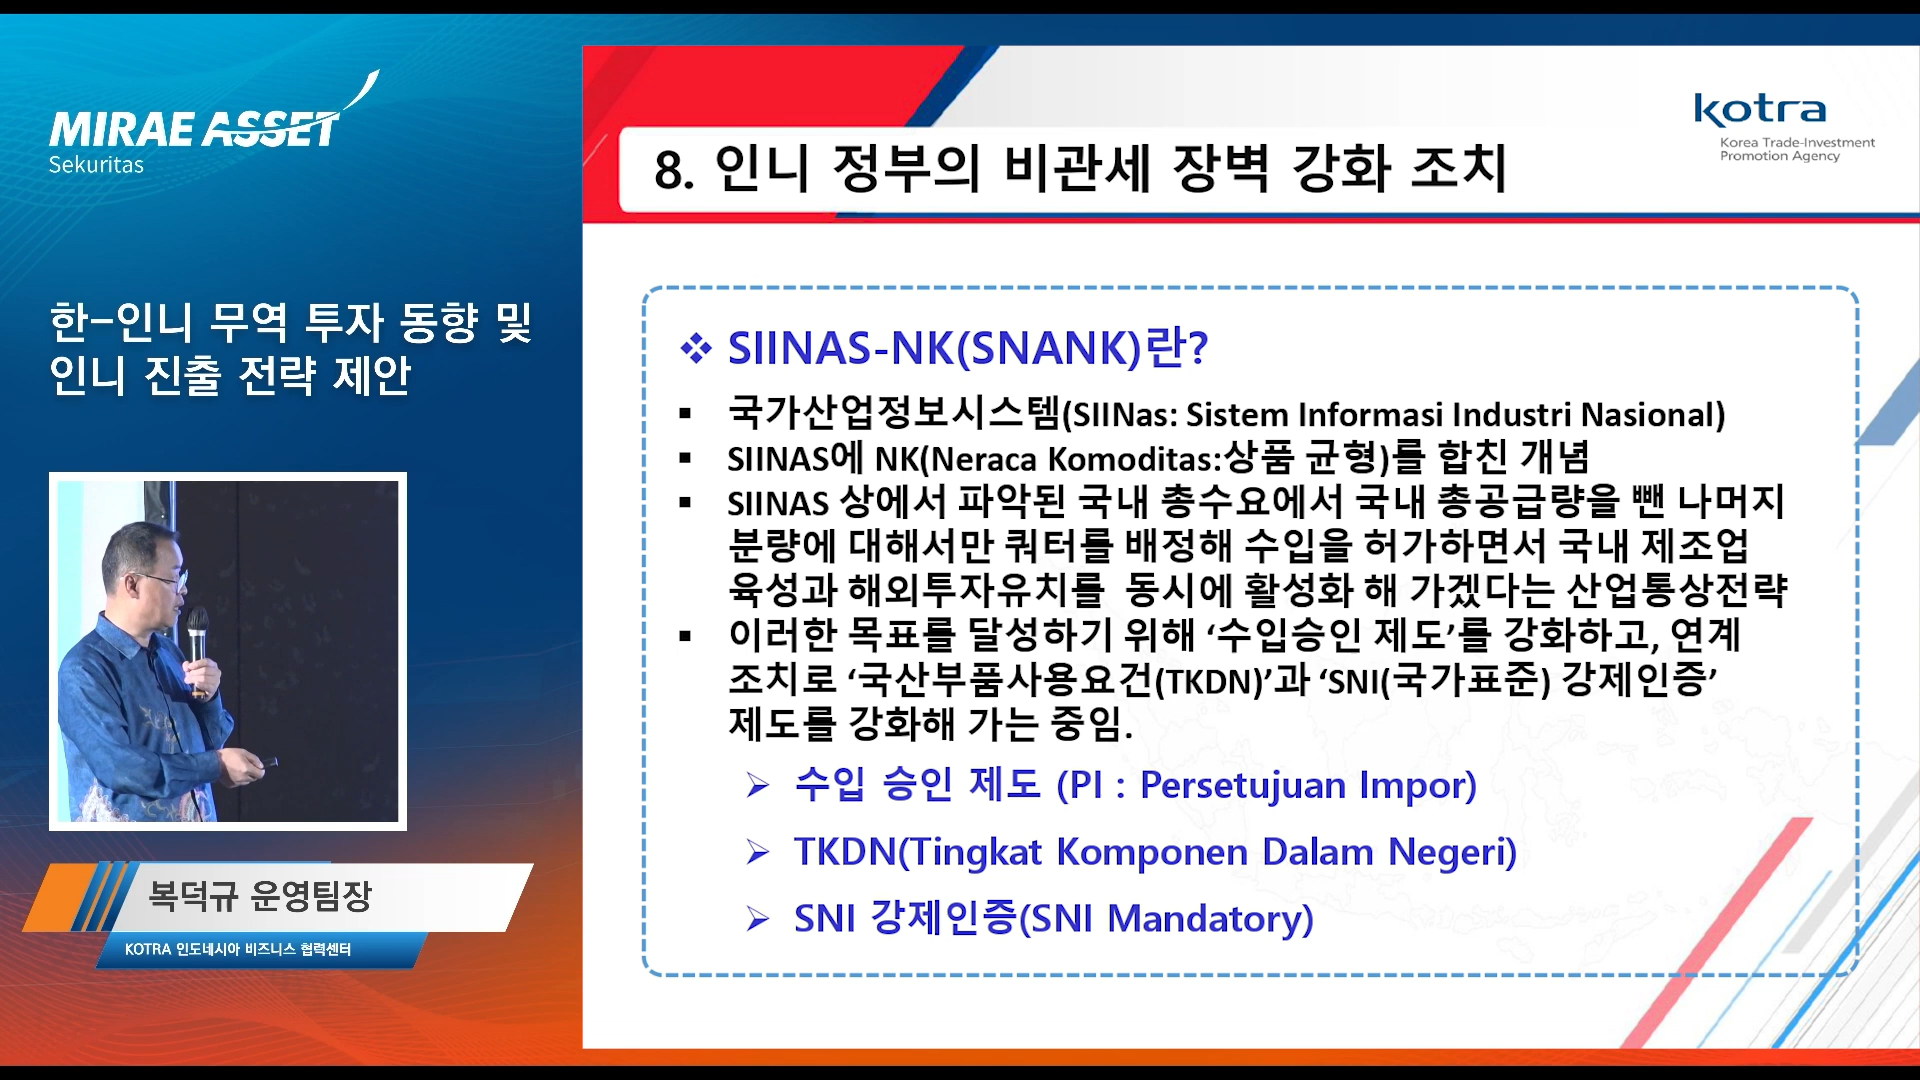 MIRAE ASSET
Sekuritas
한-인니 무역 투자 동향 및
인니 진출 전략 제안
복덕규 운영팀장
KOTRA 인도네시아 비즈니스 협력센터
kotra
Korea Trade-Investment
Promotion Agency
8. 인니 정부의 비관세 장벽 강화 조치
❖ SIINAS-NK(SNANK)란?
▪ 국가산업정보시스템(SIINas: Sistem Informasi Industri Nasional)
▪ SIINAS에 NK(Neraca Komoditas:상품 균형)를 합친 개념
▪ SIINAS 상에서 파악된 국내 총수요에서 국내 총공급량을 뺀 나머지
분량에 대해서만 쿼터를 배정해 수입을 허가하면서 국내 제조업
육성과 해외투자유치를 동시에 활성화 해 가겠다는 산업통상전략
▪ 이러한 목표를 달성하기 위해 ‘수입승인 제도’를 강화하고, 연계
조치로 ‘국산부품사용요건(TKDN)’과 ‘SNI(국가표준) 강제인증’
제도를 강화해 가는 중임.
➢ 수입 승인 제도 (PI : Persetujuan Impor)
➢ TKDN(Tingkat Komponen Dalam Negeri)
➢ SNI 강제인증(SNI Mandatory)